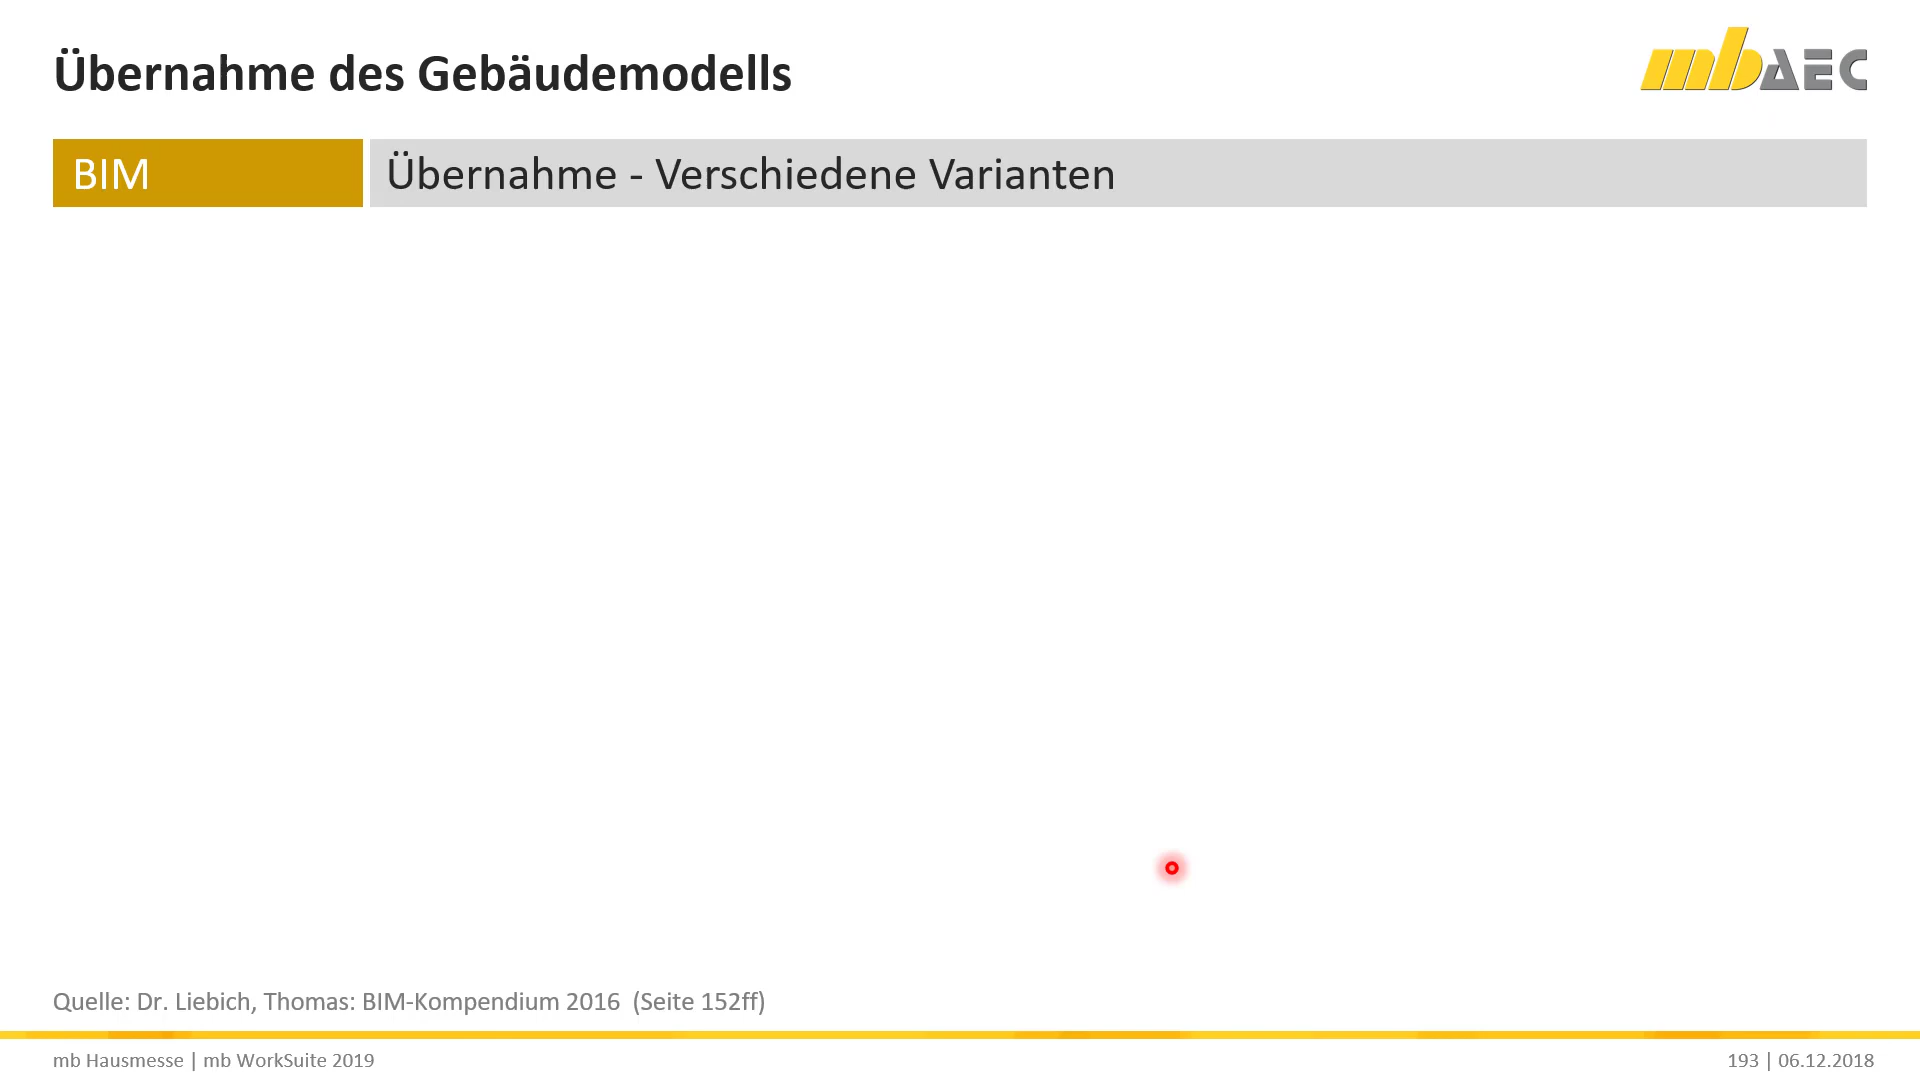 Übernahme des Gebäudemodells
mbAEC
BIM
Übernahme - Verschiedene Varianten
Quelle: Dr. Liebich, Thomas: BIM-Kompendium 2016 (Seite 152ff)
mb Hausmesse | mb WorkSuite 2019
193 | 06.12.2018